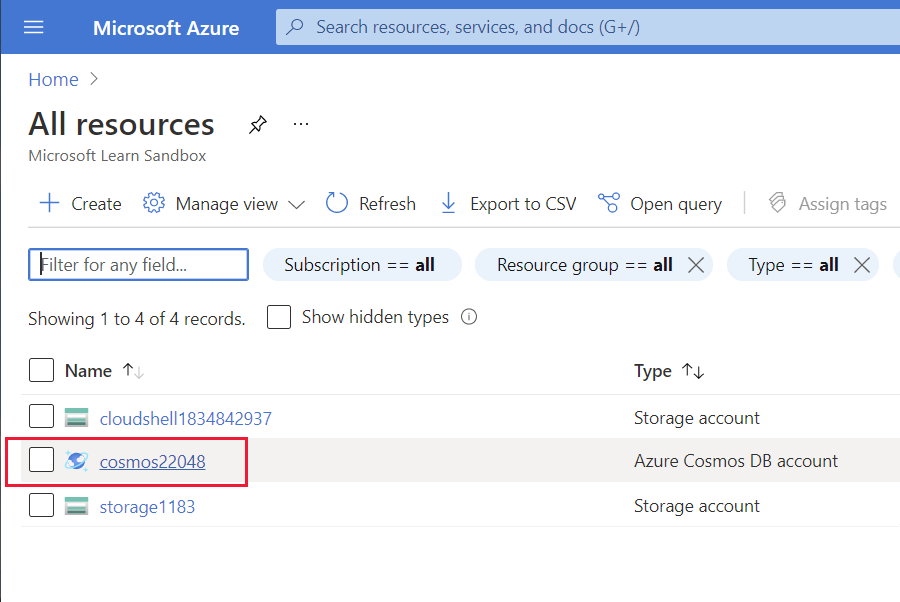 Microsoft Azure Search resources, services, and docs (G+/)
Home
All resources ...
Microsoft Learn Sandbox
Create Manage view Refresh Export to CSV Open query Assign tags
Filter for any field... Subscription == all Resource group == all Type == all
Showing 1 to 4 of 4 records. Show hidden types
Name Type
cloudshell1834842937 Storage account
cosmos22048 Azure Cosmos DB account
storage1183 Storage account